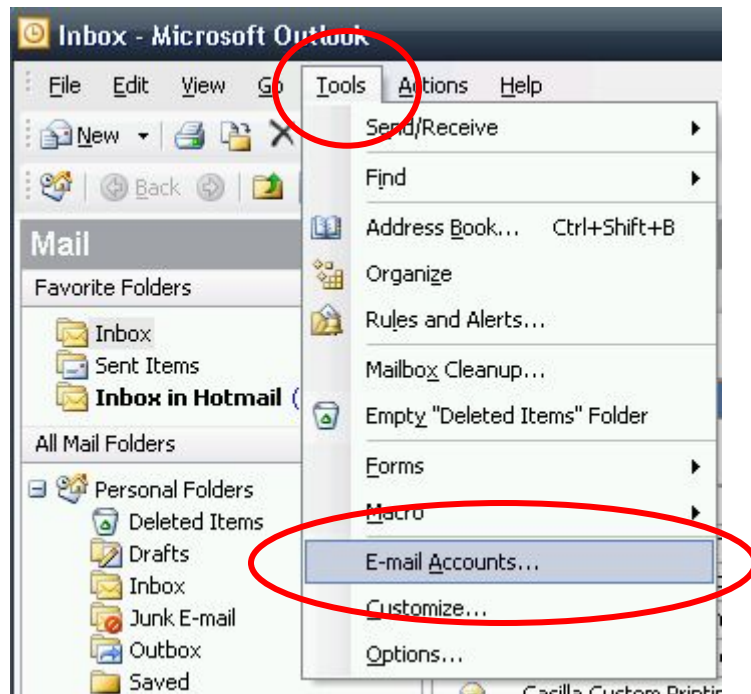 Inbox - Microsoft Outlook
File Edit View Go Tools Actions Help
New
Back
Mail
Favorite Folders
Inbox
Sent Items
Inbox in Hotmail (
All Mail Folders
Personal Folders
Deleted Items
Drafts
Inbox
Junk E-mail
Outbox
Saved
Send/Receive
Find
Address Book... Ctrl+Shift+B
Organize
Rules and Alerts...
Mailbox Cleanup...
Empty "Deleted Items" Folder
Forms
Macro
E-mail Accounts...
Customize...
Options...
Casilla Custom